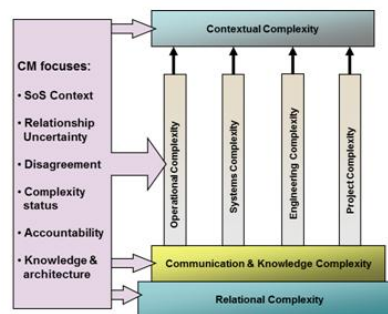 Contextual Complexity
CM focuses:
• SoS Context
• Relationship
Uncertainty
• Disagreement
• Complexity
status
• Accountability
• Knowledge &
architecture
Operational Complexity
Systems Complexity
Engineering Complexity
Project Complexity
Communication & Knowledge Complexity
Relational Complexity